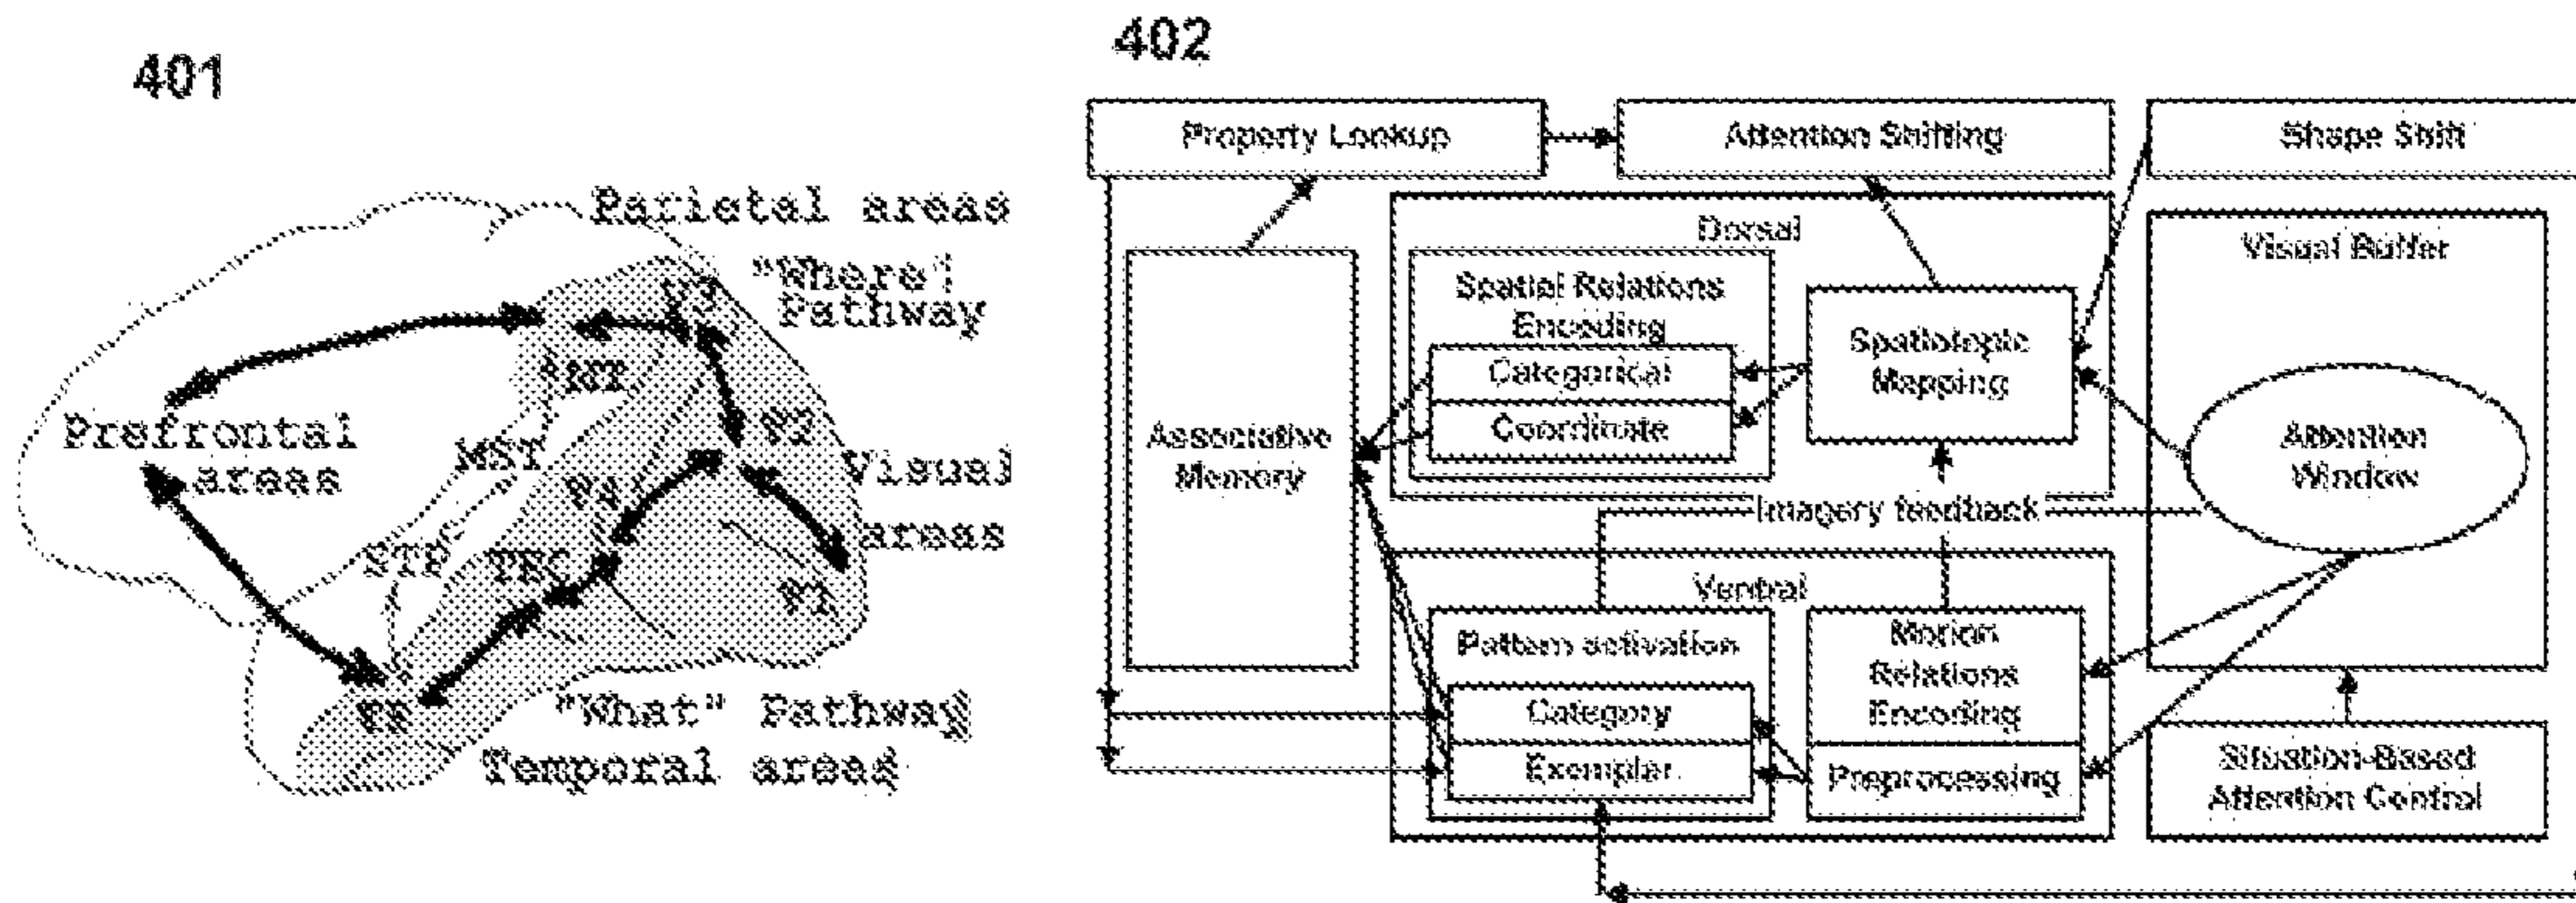 401
Parietal areas
"Where"
Pathway
MT
V2
Prefrontal
areas
MST
Visual
areas
V4
V1
"What" Pathway
Temporal areas
402
Property Lookup
Attention Shifting
Shape Shift
Dorsal
Visual Buffer
Spatial Relations
Encoding
Categorical
Coordinate
Spatiotopic
Mapping
Associative
Memory
Attention
Window
Imagery feedback
Ventral
Pattern activation
Category
Exemplar
Motion
Relations
Encoding
Preprocessing
Situation-Based
Attention Control